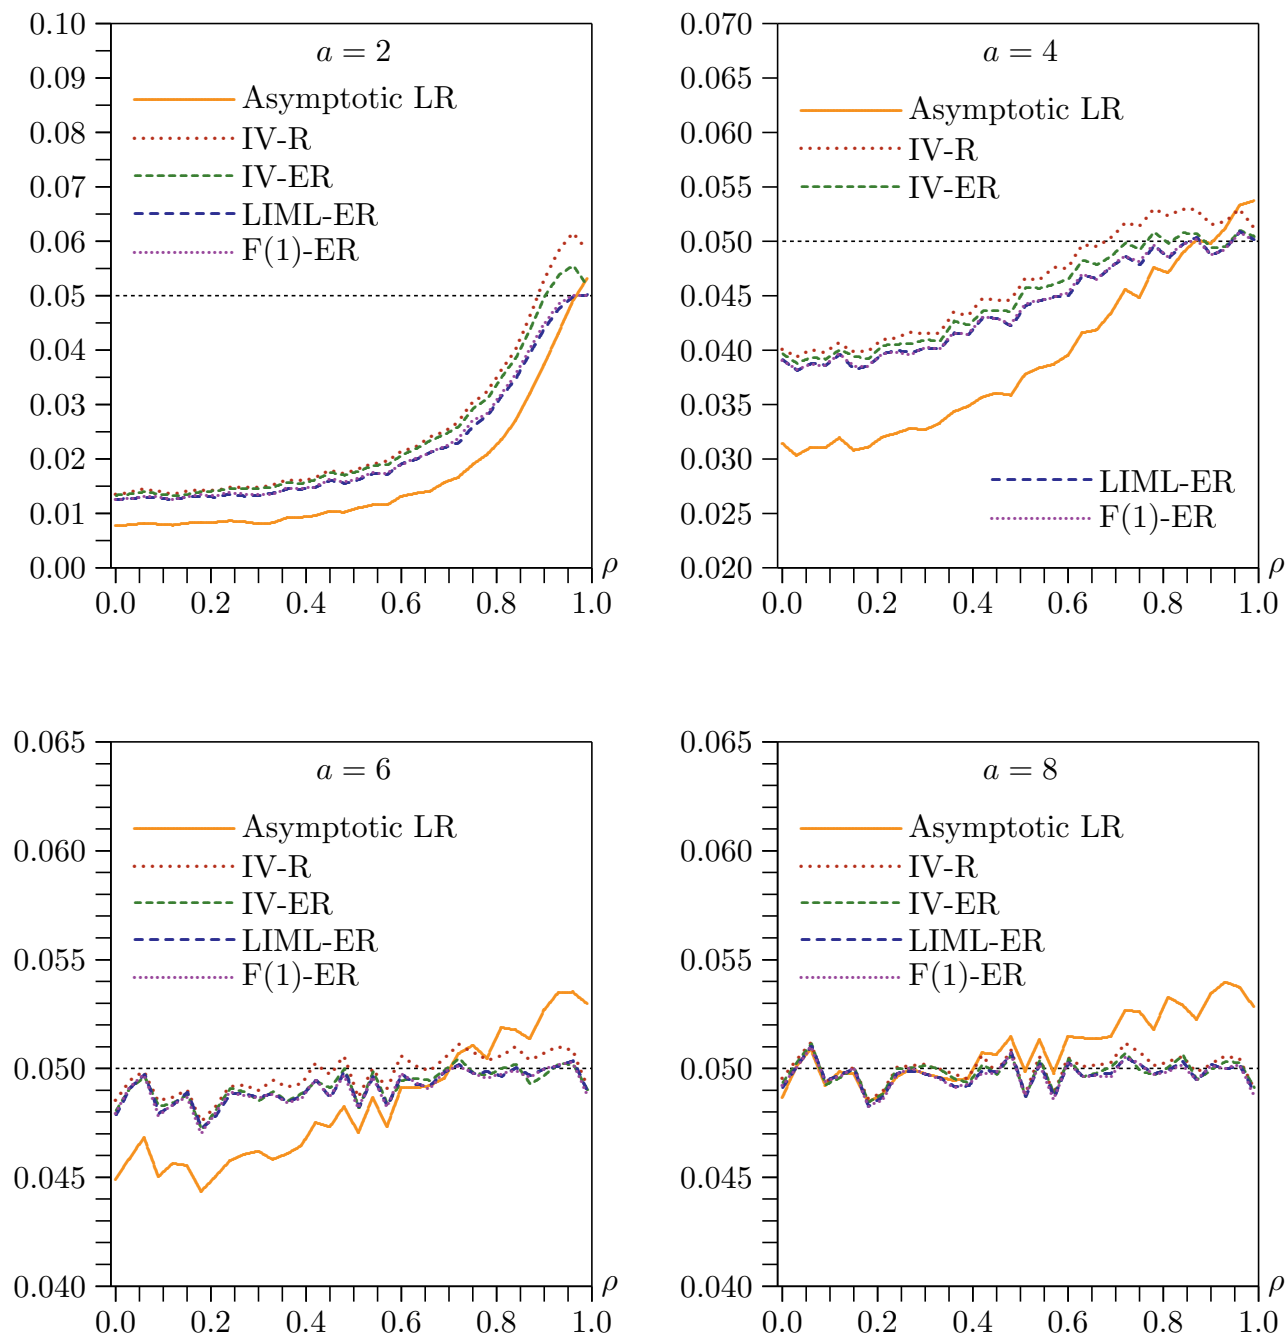 a = 2
Asymptotic LR
IV-R
IV-ER
LIML-ER
F(1)-ER
0.10
0.09
0.08
0.07
0.06
0.05
0.04
0.03
0.02
0.01
0.00
0.0 0.2 0.4 0.6 0.8 1.0
ρ
a = 4
Asymptotic LR
IV-R
IV-ER
LIML-ER
F(1)-ER
0.070
0.065
0.060
0.055
0.050
0.045
0.040
0.035
0.030
0.025
0.020
0.0 0.2 0.4 0.6 0.8 1.0
ρ
a = 6
Asymptotic LR
IV-R
IV-ER
LIML-ER
F(1)-ER
0.065
0.060
0.055
0.050
0.045
0.040
0.0 0.2 0.4 0.6 0.8 1.0
ρ
a = 8
Asymptotic LR
IV-R
IV-ER
LIML-ER
F(1)-ER
0.065
0.060
0.055
0.050
0.045
0.040
0.0 0.2 0.4 0.6 0.8 1.0
ρ